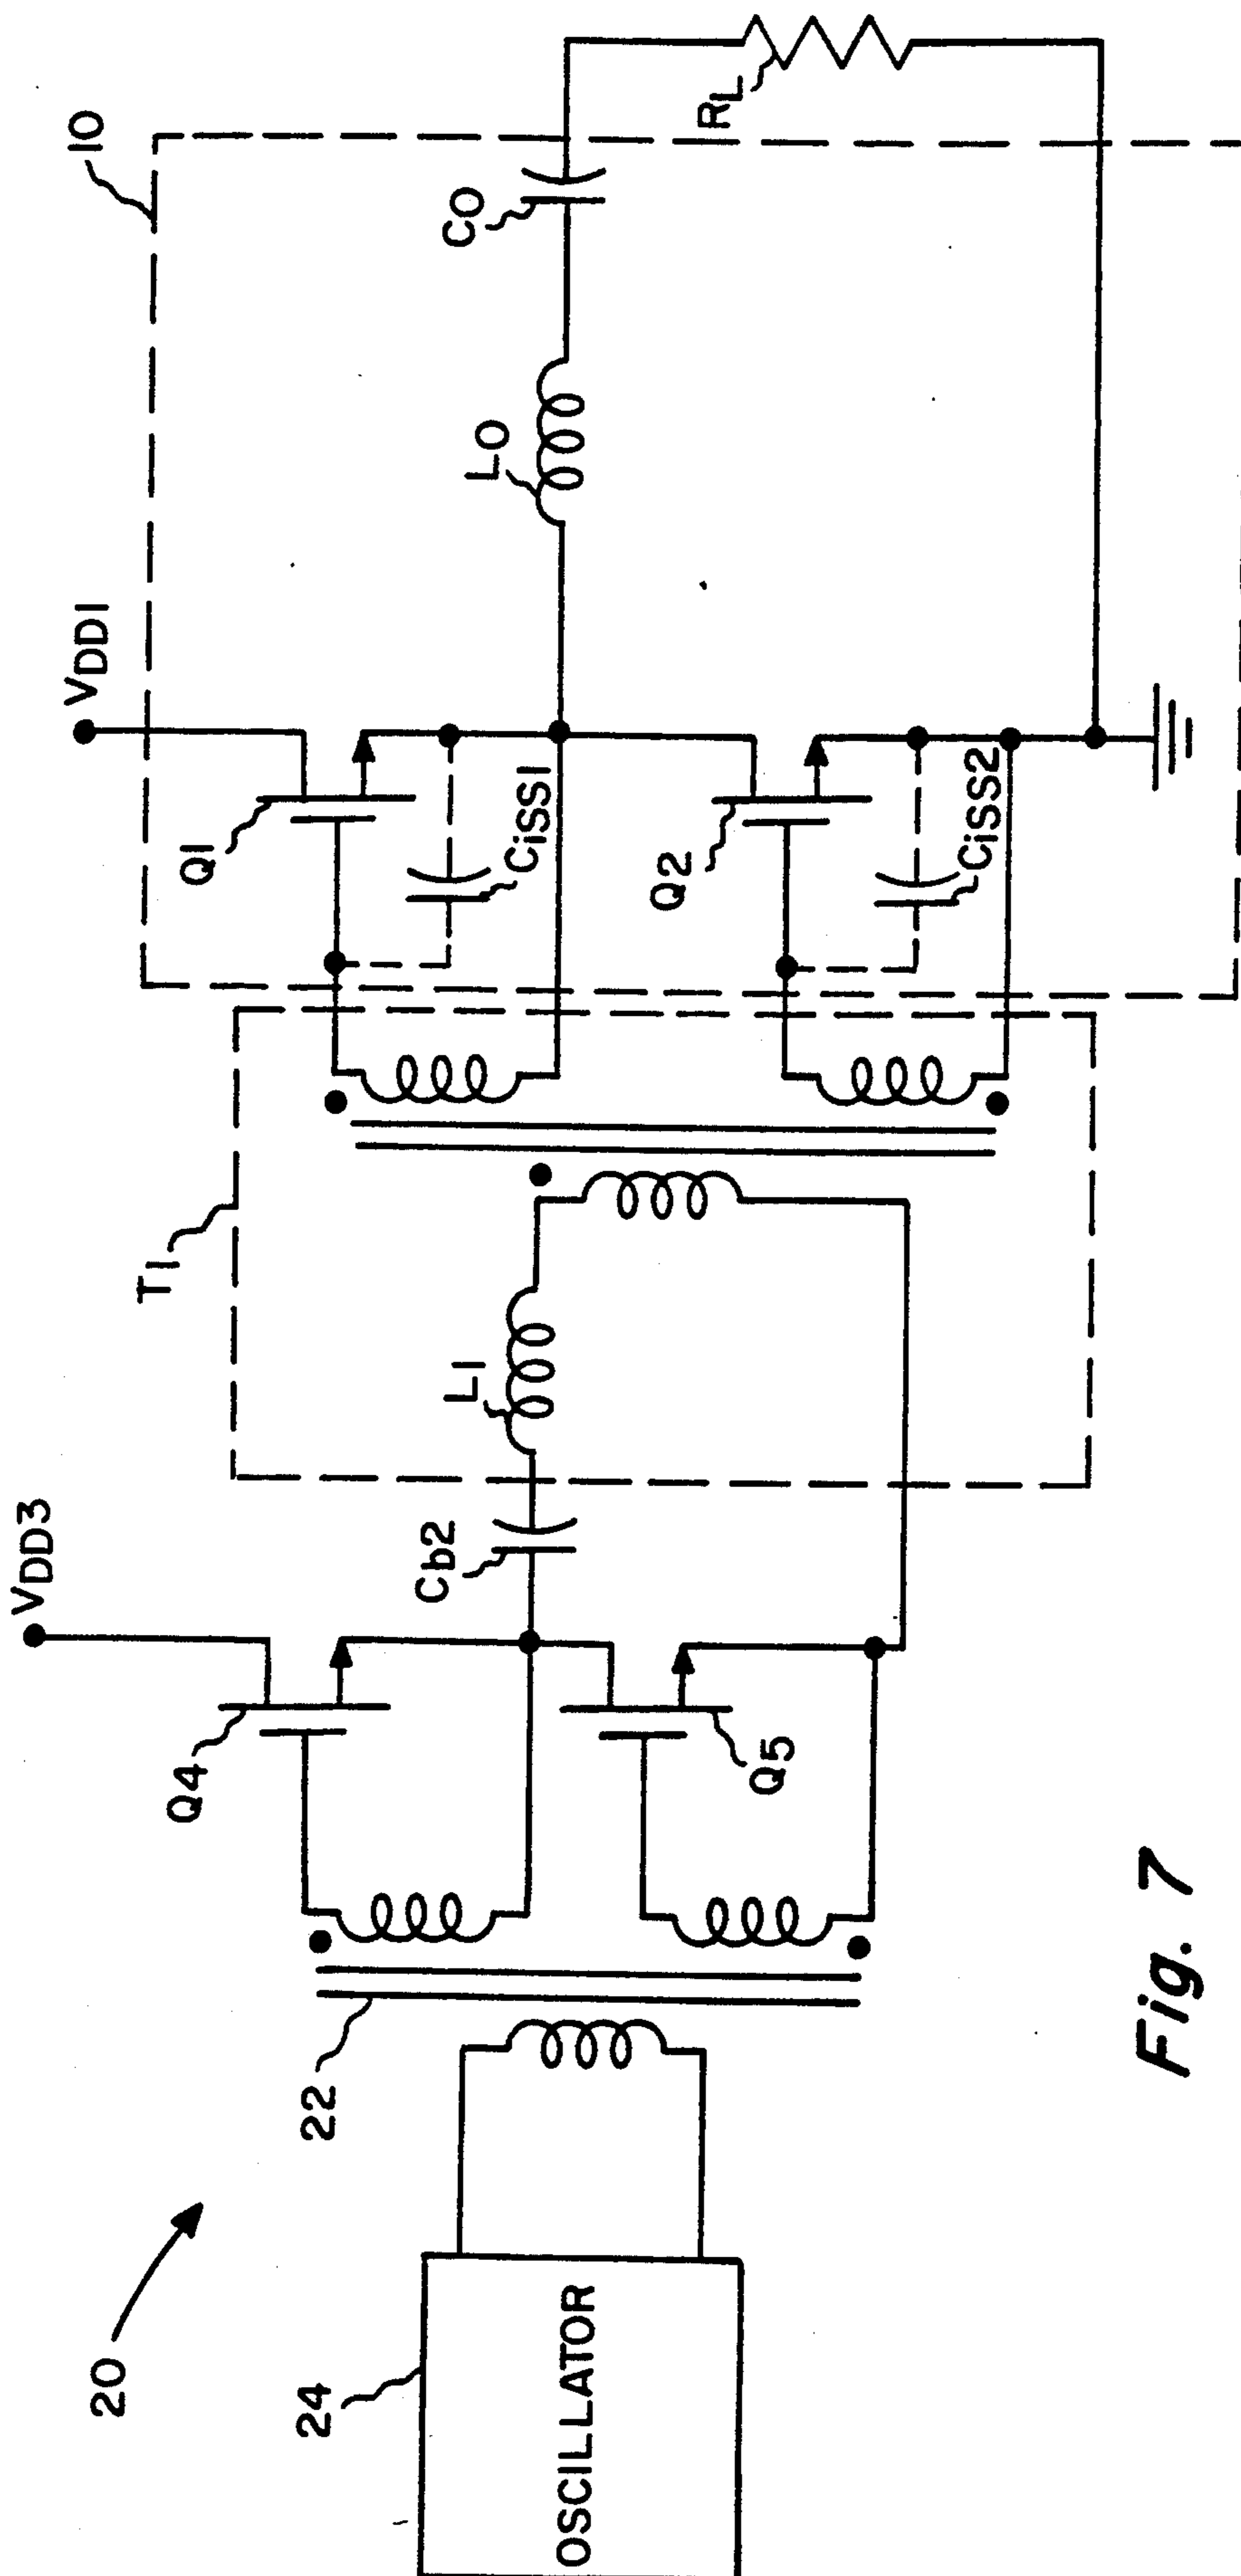 20
24
OSCILLATOR
22
Q4
VDD3
Q5
Cb2
L1
T1
Q1
VDD1
10
CiSS1
Q2
CiSS2
LO
CO
RL
Fig. 7